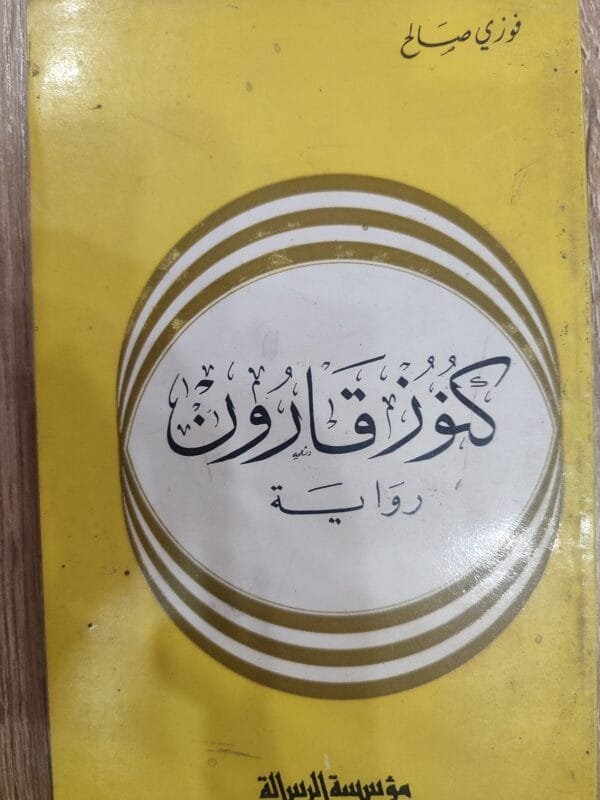 فوزي صالح
كنوز قارون
رواية
مؤسسة الرسالة